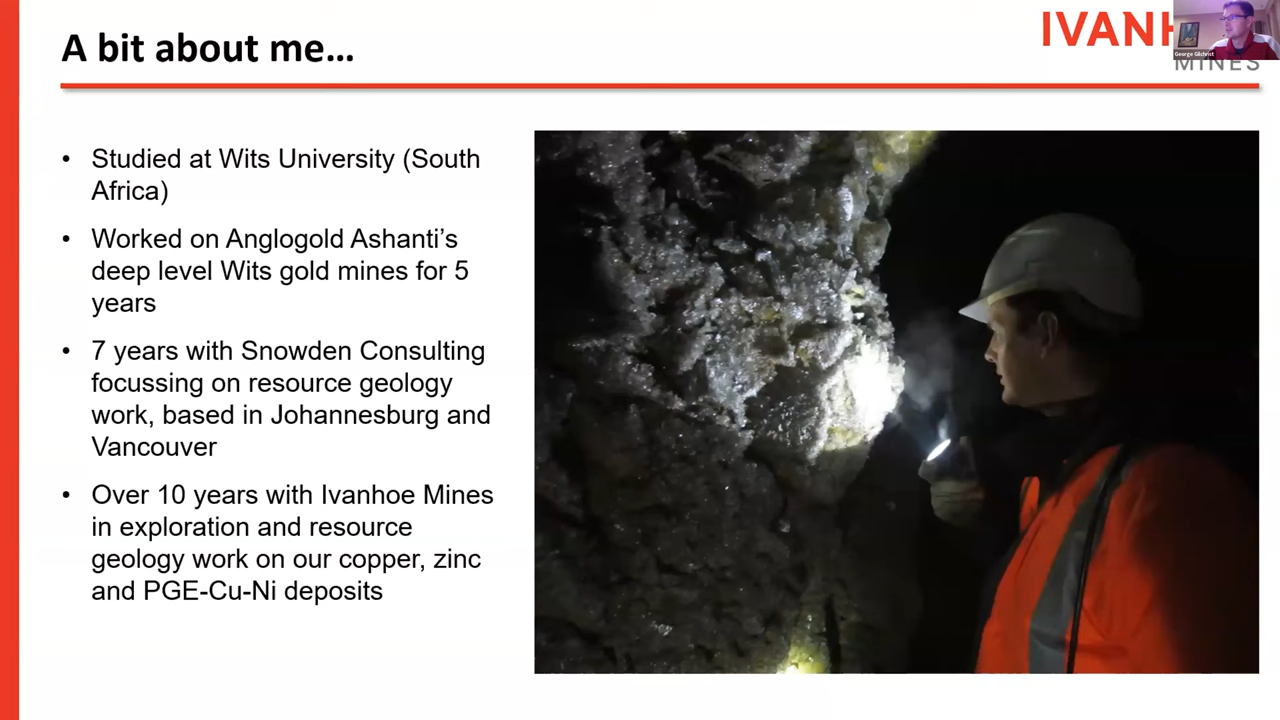 A bit about me...
IVANH
MINES
George Gilchrist
• Studied at Wits University (South
Africa)
• Worked on Anglogold Ashanti’s
deep level Wits gold mines for 5
years
• 7 years with Snowden Consulting
focussing on resource geology
work, based in Johannesburg and
Vancouver
• Over 10 years with Ivanhoe Mines
in exploration and resource
geology work on our copper, zinc
and PGE-Cu-Ni deposits